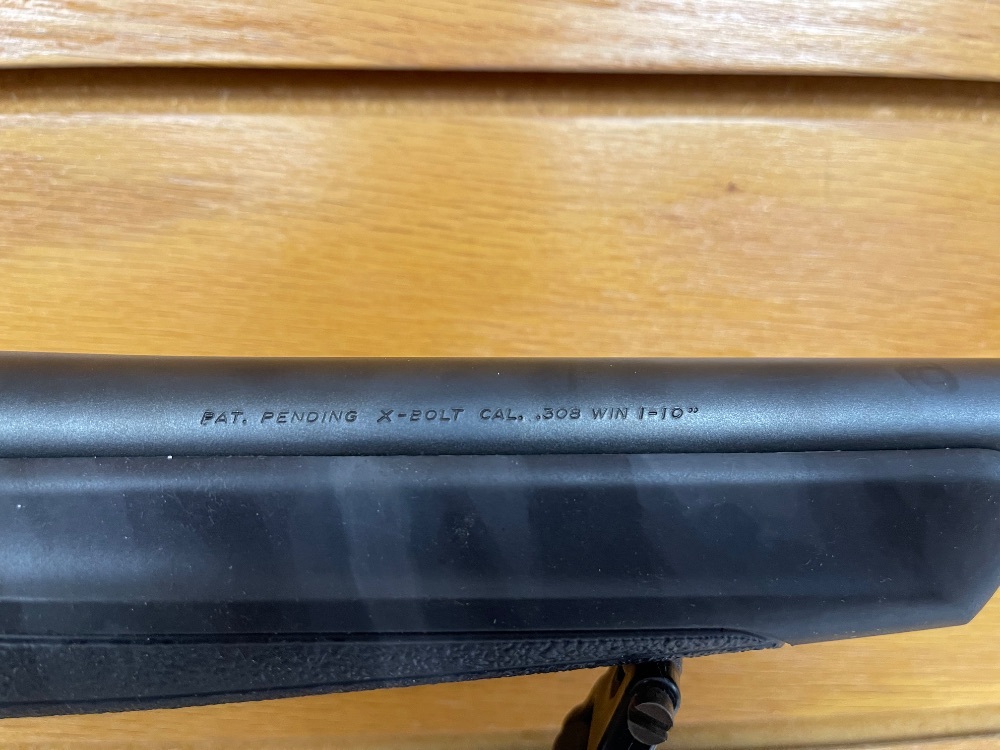 PAT. PENDING X-BOLT CAL. .308 WIN 1-10"